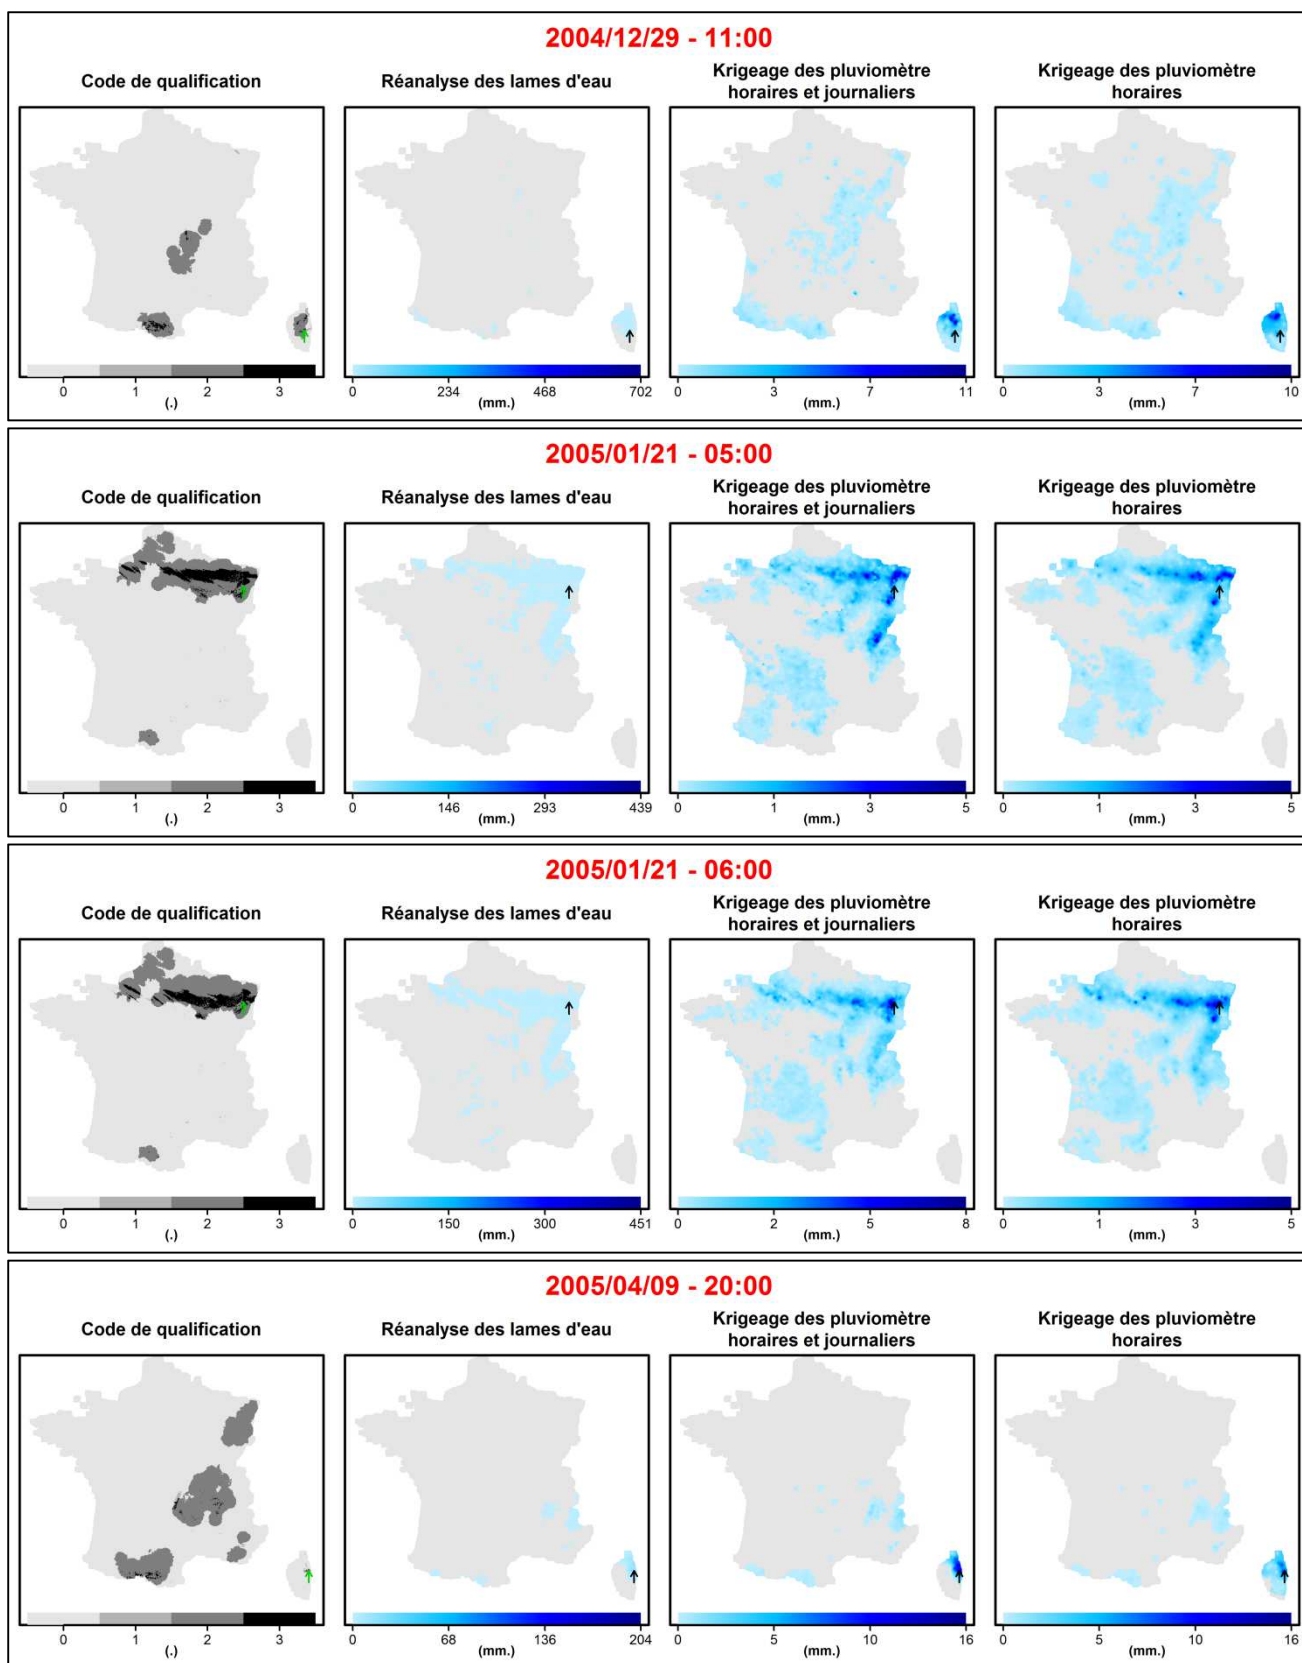 2004/12/29 - 11:00
Code de qualification
Réanalyse des lames d'eau
Krigeage des pluviomètre
horaires et journaliers
Krigeage des pluviomètre
horaires
0 1 2 3
(.)
0 234 468 702
(mm.)
0 3 7 11
(mm.)
0 3 7 10
(mm.)
2005/01/21 - 05:00
Code de qualification
Réanalyse des lames d'eau
Krigeage des pluviomètre
horaires et journaliers
Krigeage des pluviomètre
horaires
0 1 2 3
(.)
0 146 293 439
(mm.)
0 1 3 5
(mm.)
0 1 3 5
(mm.)
2005/01/21 - 06:00
Code de qualification
Réanalyse des lames d'eau
Krigeage des pluviomètre
horaires et journaliers
Krigeage des pluviomètre
horaires
0 1 2 3
(.)
0 150 300 451
(mm.)
0 2 5 8
(mm.)
0 1 3 5
(mm.)
2005/04/09 - 20:00
Code de qualification
Réanalyse des lames d'eau
Krigeage des pluviomètre
horaires et journaliers
Krigeage des pluviomètre
horaires
0 1 2 3
(.)
0 68 136 204
(mm.)
0 5 10 16
(mm.)
0 5 10 16
(mm.)